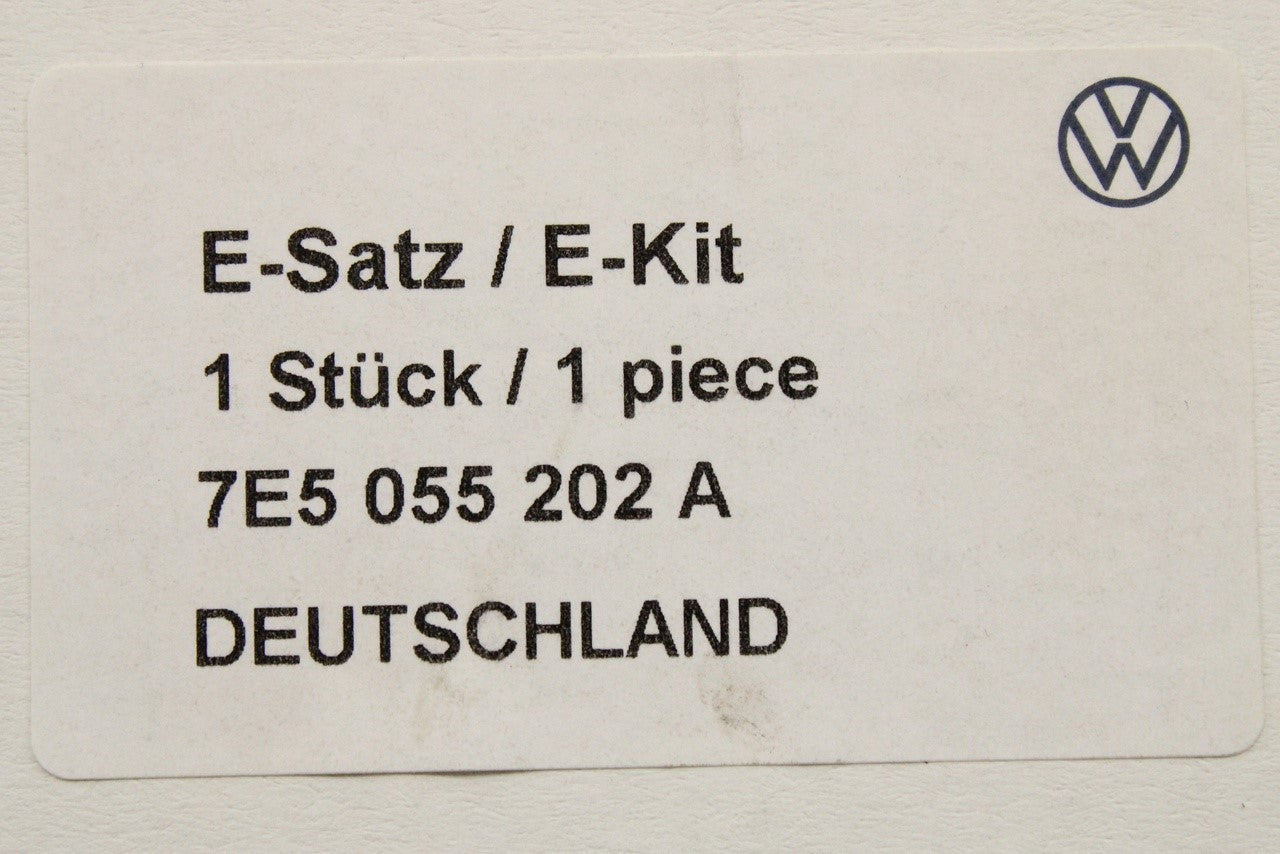 E-Satz / E-Kit
1 Stück / 1 piece
7E5 055 202 A
DEUTSCHLAND